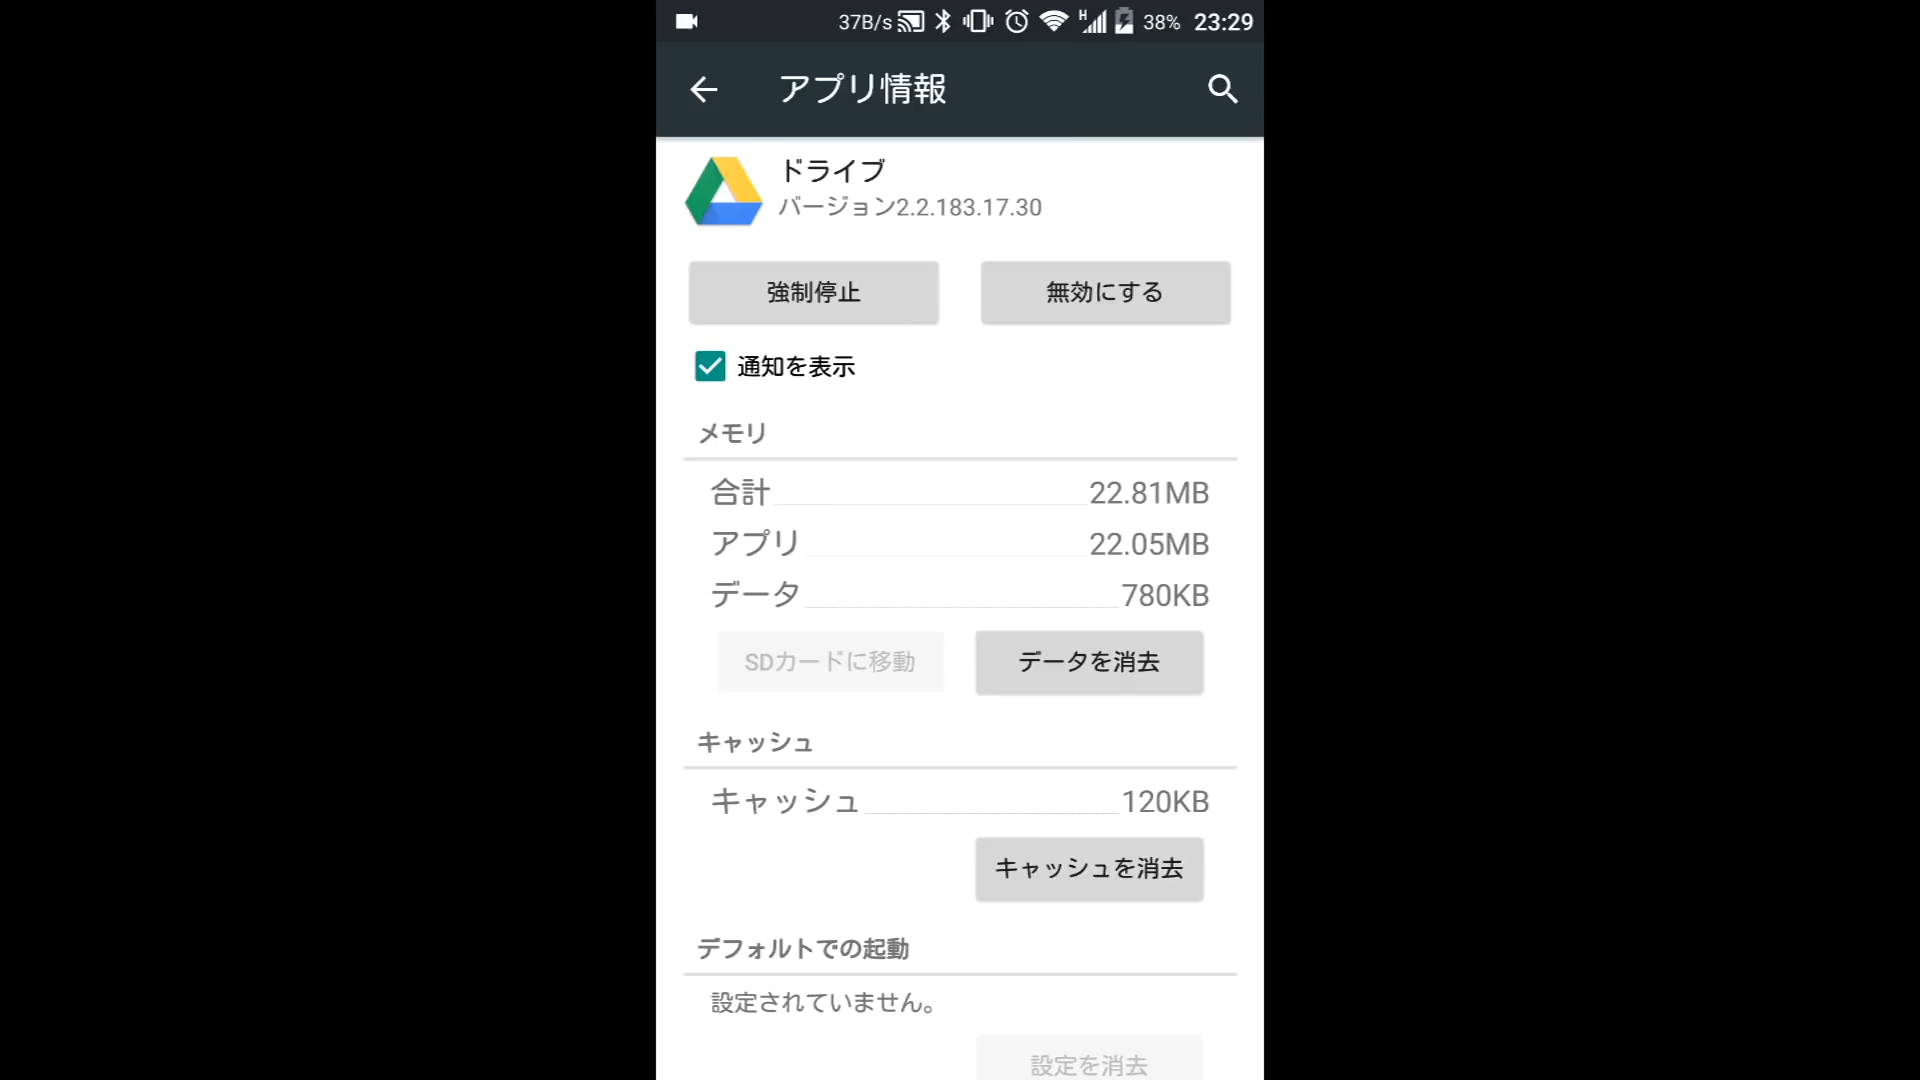 37B/s H 38% 23:29
アプリ情報
ドライブ
バージョン2.2.183.17.30
強制停止 無効にする
通知を表示
メモリ
合計 22.81MB
アプリ 22.05MB
データ 780KB
SDカードに移動 データを消去
キャッシュ
キャッシュ 120KB
キャッシュを消去
デフォルトでの起動
設定されていません。
設定を消去